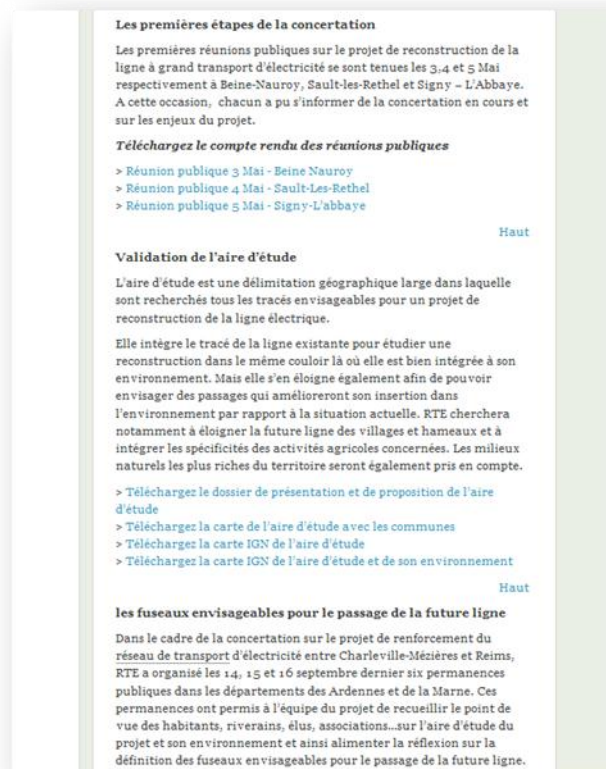 Les premières étapes de la concertation
Les premières réunions publiques sur le projet de reconstruction de la
ligne à grand transport d'électricité se sont tenues les 3,4 et 5 Mai
respectivement à Beine-Nauroy, Sault-les-Rethel et Signy – L'Abbaye.
A cette occasion, chacun a pu s'informer de la concertation en cours et
sur les enjeux du projet.
Téléchargez le compte rendu des réunions publiques
> Réunion publique 3 Mai - Beine Nauroy
> Réunion publique 4 Mai - Sault-Les-Rethel
> Réunion publique 5 Mai - Signy-L'abbaye
Haut
Validation de l'aire d'étude
L'aire d'étude est une délimitation géographique large dans laquelle
sont recherchés tous les tracés envisageables pour un projet de
reconstruction de la ligne électrique.
Elle intègre le tracé de la ligne existante pour étudier une
reconstruction dans le même couloir là où elle est bien intégrée à son
environnement. Mais elle s'en éloigne également afin de pouvoir
envisager des passages qui amélioreront son insertion dans
l'environnement par rapport à la situation actuelle. RTE cherchera
notamment à éloigner la future ligne des villages et hameaux et à
intégrer les spécificités des activités agricoles concernées. Les milieux
naturels les plus riches du territoire seront également pris en compte.
> Téléchargez le dossier de présentation et de proposition de l'aire
d'étude
> Téléchargez la carte de l'aire d'étude avec les communes
> Téléchargez la carte IGN de l'aire d'étude
> Téléchargez la carte IGN de l'aire d'étude et de son environnement
Haut
les fuseaux envisageables pour le passage de la future ligne
Dans le cadre de la concertation sur le projet de renforcement du
réseau de transport d'électricité entre Charleville-Mézières et Reims,
RTE a organisé les 14, 15 et 16 septembre dernier six permanences
publiques dans les départements des Ardennes et de la Marne. Ces
permanences ont permis à l'équipe du projet de recueillir le point de
vue des habitants, riverains, élus, associations...sur l'aire d'étude du
projet et son environnement et ainsi alimenter la réflexion sur la
définition des fuseaux envisageables pour le passage de la future ligne.